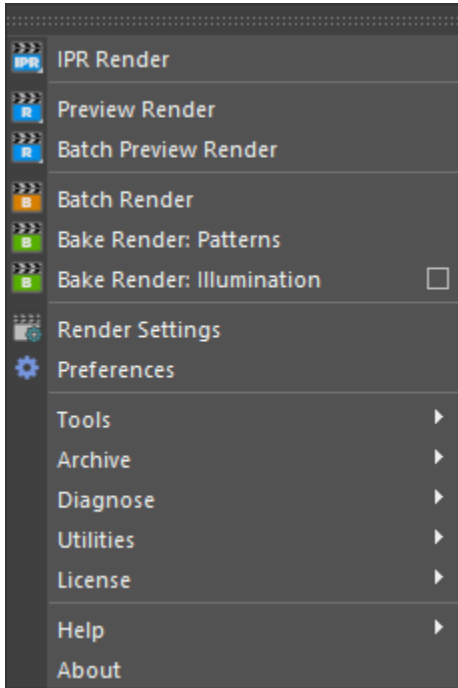 IPR IPR Render
R Preview Render
R Batch Preview Render
B Batch Render
B Bake Render: Patterns
B Bake Render: Illumination
Render Settings
Preferences
Tools
Archive
Diagnose
Utilities
License
Help
About